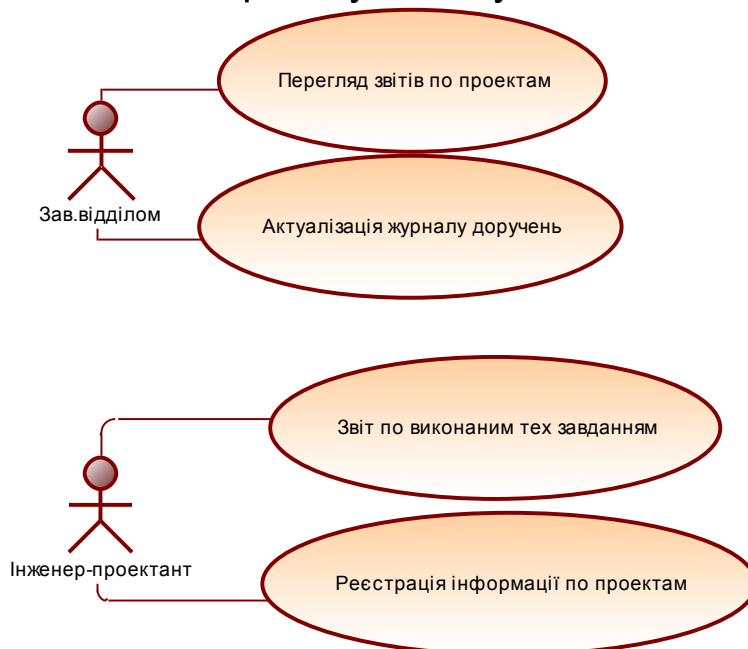 Перегляд звітів по проектам
Зав.відділом
Актуалізація журналу доручень
Звіт по виконаним тех завданням
Інженер-проектант
Реєстрація інформації по проектам